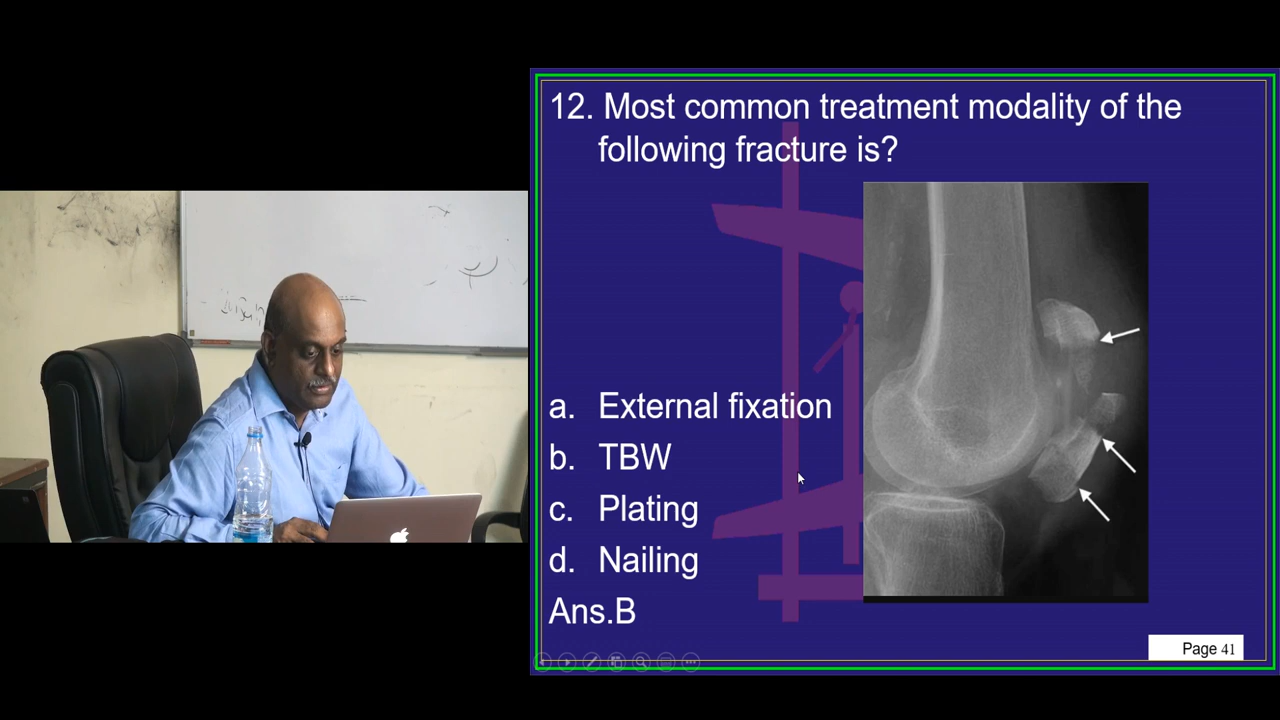 12. Most common treatment modality of the
following fracture is?
a. External fixation
b. TBW
c. Plating
d. Nailing
Ans.B
Page 41